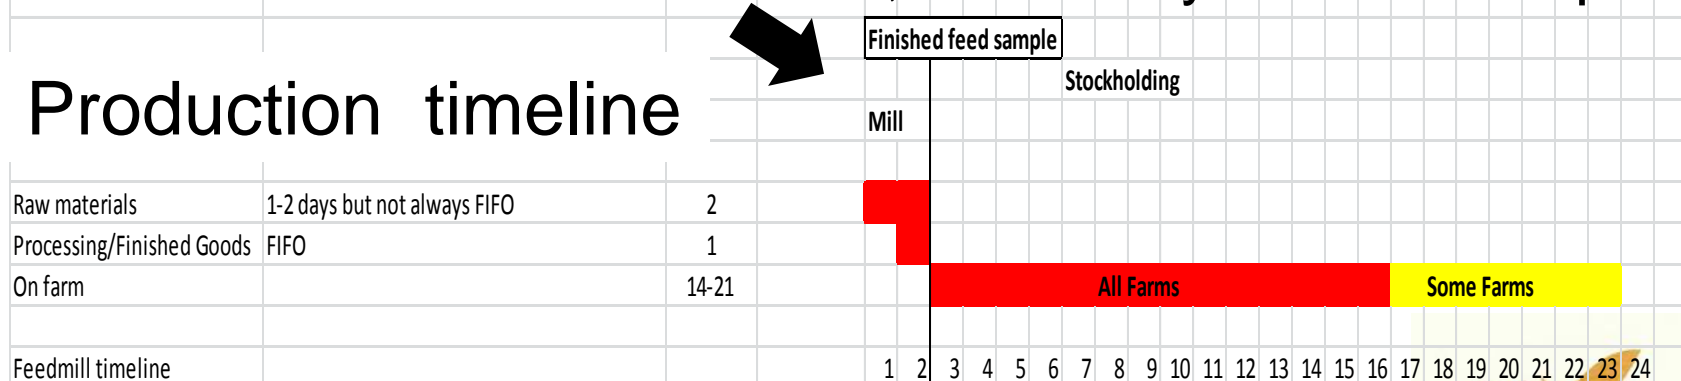 Finished feed sample
Stockholding
Production timeline
Mill
Raw materials 1-2 days but not always FIFO 2
Processing/Finished Goods FIFO 1
On farm 14-21 All Farms Some Farms
Feedmill timeline 1 2 3 4 5 6 7 8 9 10 11 12 13 14 15 16 17 18 19 20 21 22 23 24